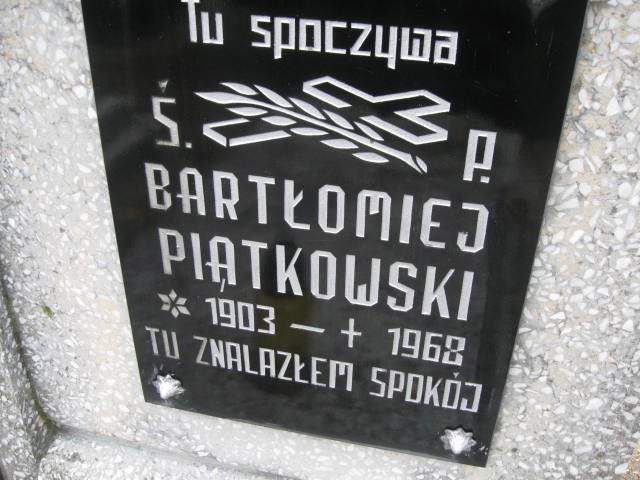 Tu spoczywa
Ś. P.
BARTŁOMIEJ
PIĄTKOWSKI
* 1903 — + 1968
TU ZNALAZŁEM SPOKÓJ